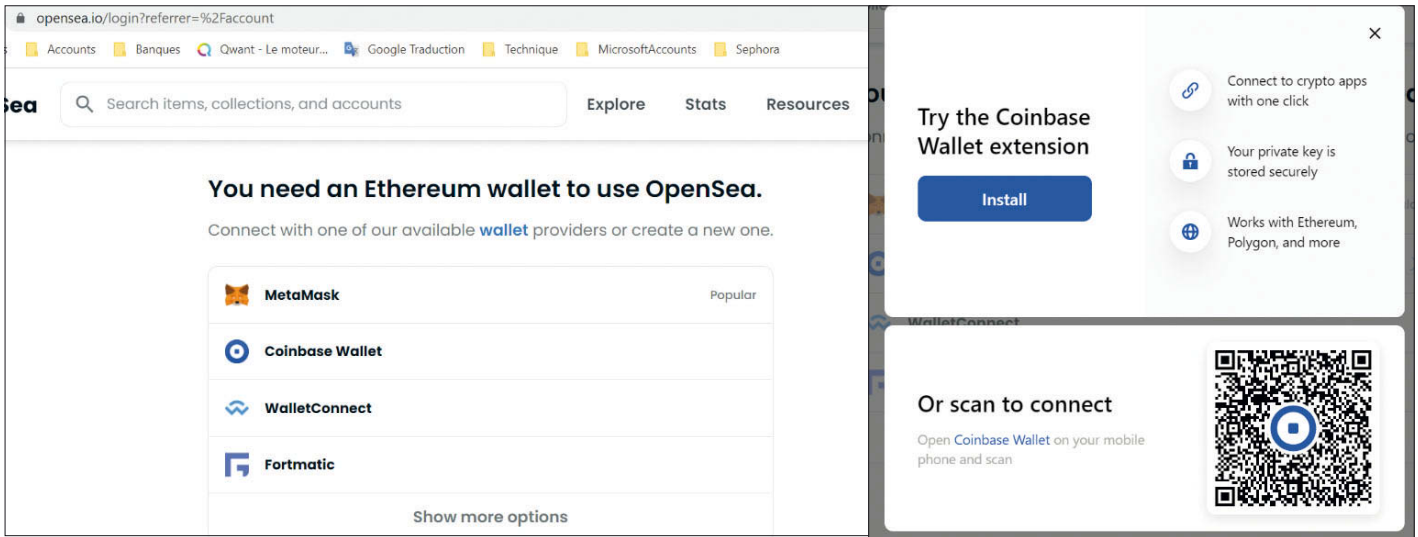 opensea.io/login?referrer=%2Faccount
Accounts Banques Qwant - Le moteur... Google Traduction Technique MicrosoftAccounts Sephora
Sea Search items, collections, and accounts Explore Stats Resources
You need an Ethereum wallet to use OpenSea.
Connect with one of our available wallet providers or create a new one.
MetaMask Popular
Coinbase Wallet
WalletConnect
Fortmatic
Show more options
Try the Coinbase
Wallet extension
Install
Connect to crypto apps
with one click
Your private key is
stored securely
Works with Ethereum,
Polygon, and more
WalletConnect
Or scan to connect
Open Coinbase Wallet on your mobile
phone and scan